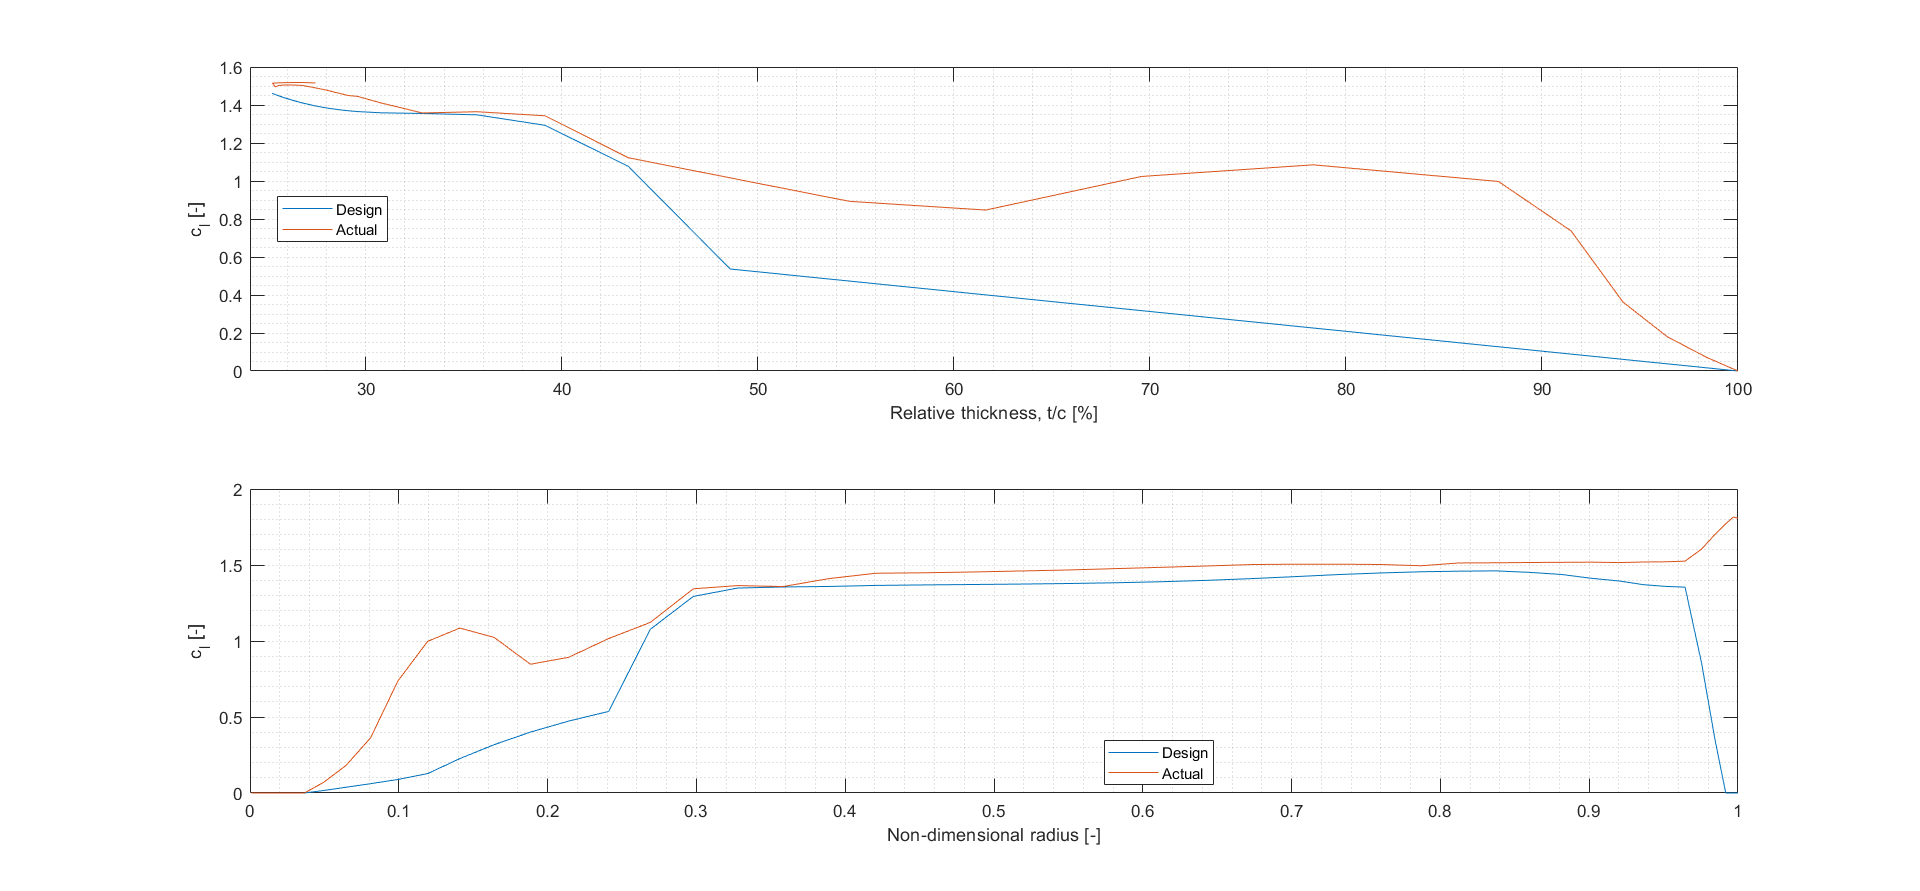 1.6
1.4
1.2
1
0.8
0.6
0.4
0.2
0
c_l [-]
Design
Actual
30 40 50 60 70 80 90 100
Relative thickness, t/c [%]
2
1.5
1
0.5
0
c_l [-]
Design
Actual
0 0.1 0.2 0.3 0.4 0.5 0.6 0.7 0.8 0.9 1
Non-dimensional radius [-]